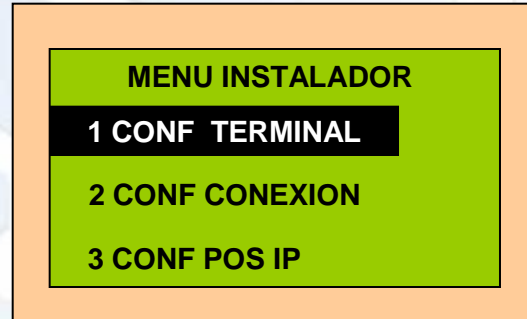 MENU INSTALADOR
1 CONF TERMINAL
2 CONF CONEXION
3 CONF POS IP